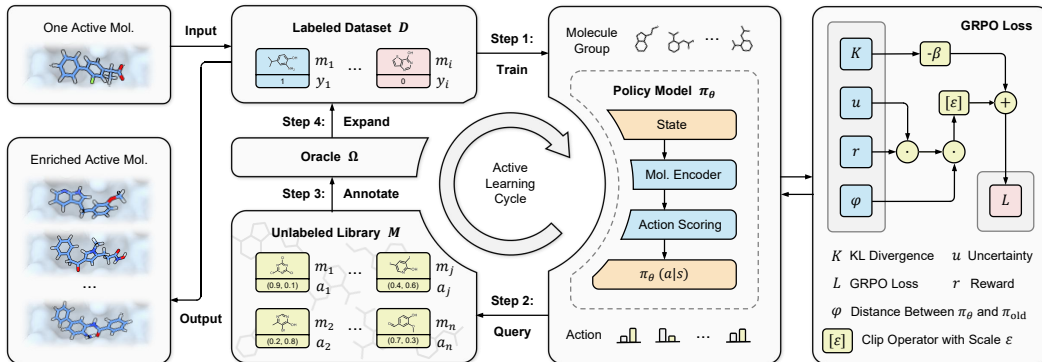 One Active Mol.
Input
Labeled Dataset D
m₁
1
y₁
...
mᵢ
0
yᵢ
Step 1:
Train
Molecule
Group
...
Policy Model πθ
State
Mol. Encoder
Action Scoring
πθ (a|s)
Action
...
GRPO Loss
K
-β
u
[ε]
+
r
·
·
φ
L
K KL Divergence
u Uncertainty
L GRPO Loss
r Reward
φ Distance Between πθ and πold
[ε] Clip Operator with Scale ε
Step 4: Expand
Oracle Ω
Step 3: Annotate
Active
Learning
Cycle
Enriched Active Mol.
...
Output
Unlabeled Library M
m₁
(0.9, 0.1)
a₁
...
mⱼ
(0.4, 0.6)
aⱼ
m₂
(0.2, 0.8)
a₂
...
mₙ
(0.7, 0.3)
aₙ
Step 2:
Query